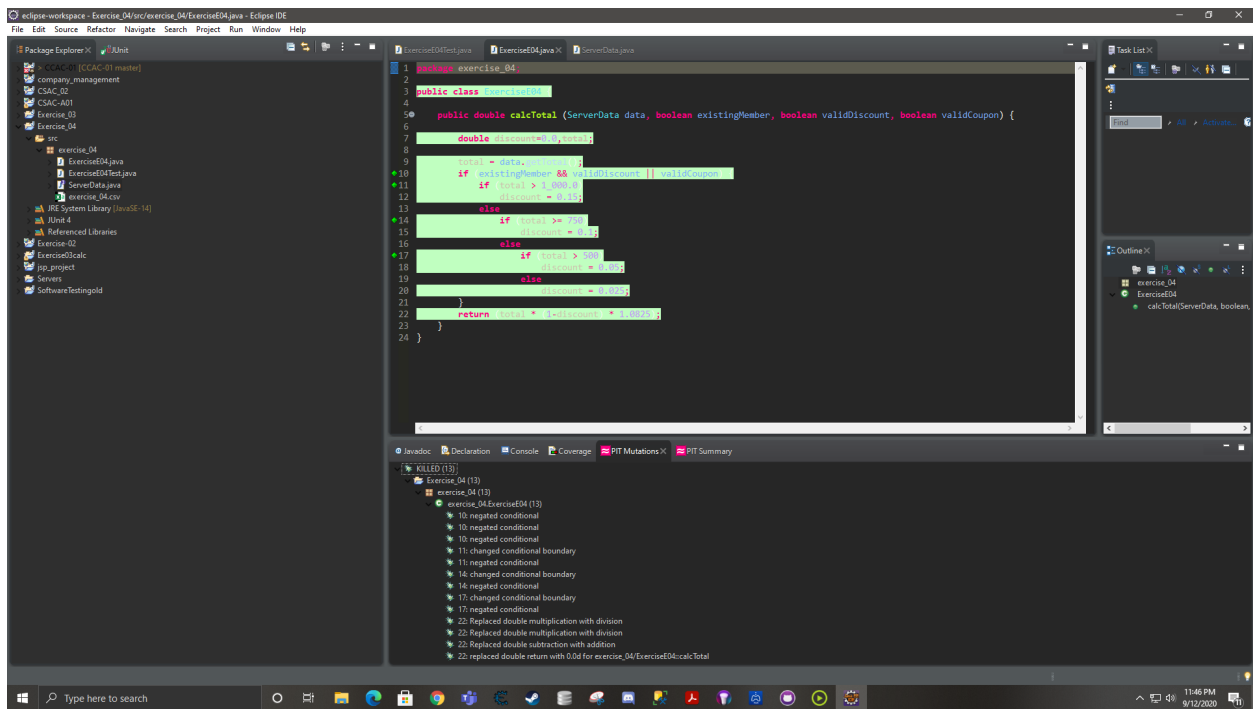 eclipse-workspace - Exercise_04/src/exercise_04/ExerciseE04.java - Eclipse IDE
File Edit Source Refactor Navigate Search Project Run Window Help
Package Explorer JUnit
> CCAC-01 [CCAC-01 master]
company_management
CSAC_02
CSAC-A01
Exercise_03
Exercise_04
src
exercise_04
ExerciseE04.java
ExerciseE04Test.java
ServerData.java
exercise_04.csv
JRE System Library [JavaSE-14]
JUnit 4
Referenced Libraries
Exercise-02
Exercise03calc
jsp_project
Servers
SoftwareTestingold
ExerciseE04Test.java ExerciseE04.java ServerData.java
1 package exercise_04;
2
3 public class ExerciseE04
4
5 public double calcTotal (ServerData data, boolean existingMember, boolean validDiscount, boolean validCoupon) {
6
7 double discount=0.0,total;
8
9 total = data.getTotal ;
10 if existingMember && validDiscount || validCoupon
11 if total > 1_000.0
12 discount = 0.15;
13 else
14 if total >= 750
15 discount = 0.1;
16 else
17 if total > 500
18 discount = 0.05;
19 else
20 discount = 0.025;
21 }
22 return total * 1-discount * 1.0825 ;
23 }
24 }
Task List
Find All Activate...
Outline
exercise_04
ExerciseE04
calcTotal(ServerData, boolean,
Javadoc Declaration Console Coverage PIT Mutations PIT Summary
KILLED (13)
Exercise_04 (13)
exercise_04 (13)
exercise_04.ExerciseE04 (13)
10: negated conditional
10: negated conditional
10: negated conditional
11: changed conditional boundary
11: negated conditional
14: changed conditional boundary
14: negated conditional
17: changed conditional boundary
17: negated conditional
22: Replaced double multiplication with division
22: Replaced double multiplication with division
22: Replaced double subtraction with addition
22: replaced double return with 0.0d for exercise_04/ExerciseE04::calcTotal
Type here to search
11:46 PM
9/12/2020